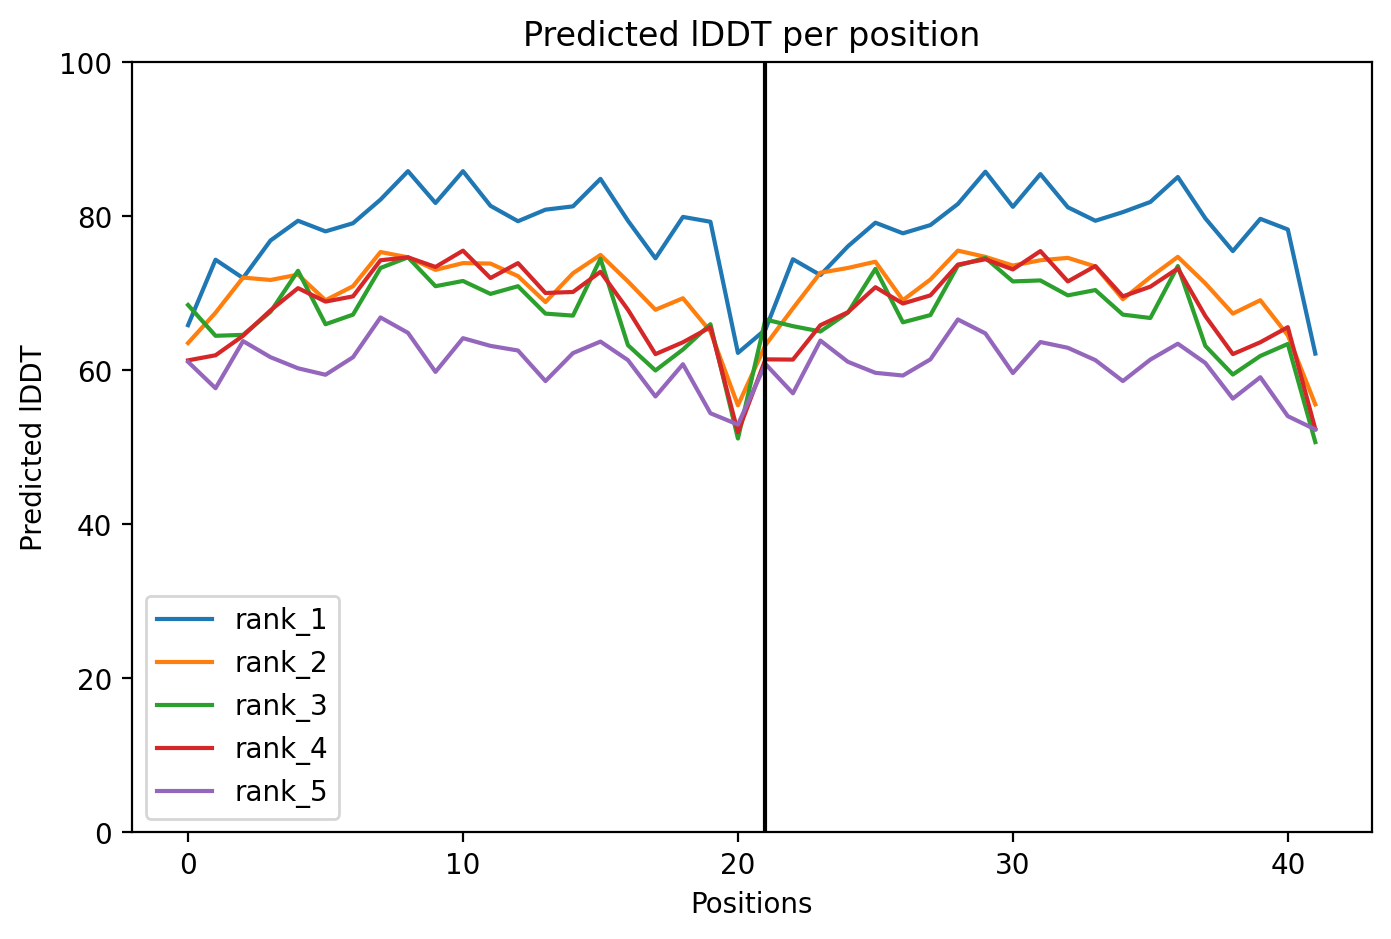 Predicted lDDT per position
100
80
60
40
20
0
Predicted lDDT
rank_1
rank_2
rank_3
rank_4
rank_5
0 10 20 30 40
Positions